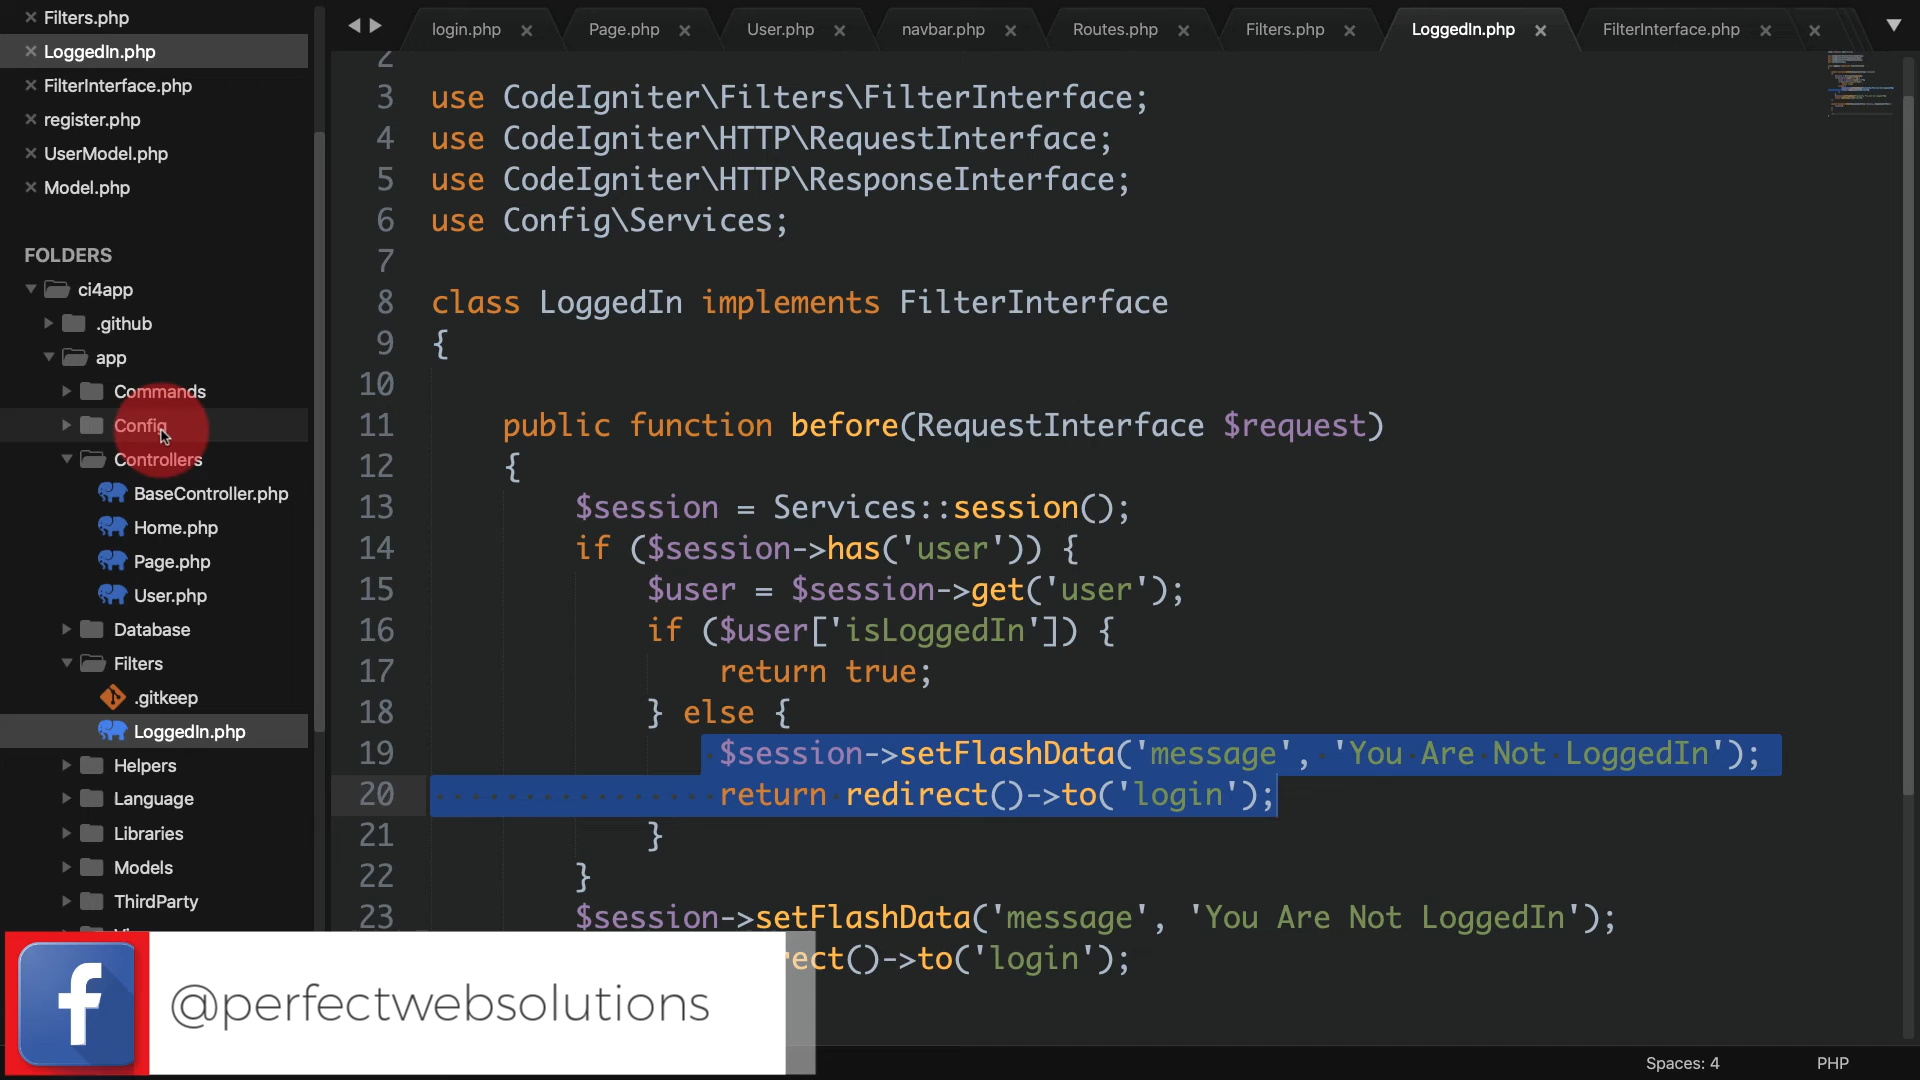 Filters.php
LoggedIn.php
FilterInterface.php
register.php
UserModel.php
Model.php
FOLDERS
ci4app
.github
app
Commands
Config
Controllers
BaseController.php
Home.php
Page.php
User.php
Database
Filters
.gitkeep
LoggedIn.php
Helpers
Language
Libraries
Models
ThirdParty
login.php
Page.php
User.php
navbar.php
Routes.php
Filters.php
LoggedIn.php
FilterInterface.php
2
3 use CodeIgniter\Filters\FilterInterface;
4 use CodeIgniter\HTTP\RequestInterface;
5 use CodeIgniter\HTTP\ResponseInterface;
6 use Config\Services;
7
8 class LoggedIn implements FilterInterface
9 {
10
11 public function before(RequestInterface $request)
12 {
13 $session = Services::session();
14 if ($session->has('user')) {
15 $user = $session->get('user');
16 if ($user['isLoggedIn']) {
17 return true;
18 } else {
19 $session->setFlashData('message', 'You Are Not LoggedIn');
20 return redirect()->to('login');
21 }
22 }
23 $session->setFlashData('message', 'You Are Not LoggedIn');
ect()->to('login');
f
@perfectwebsolutions
Spaces: 4
PHP